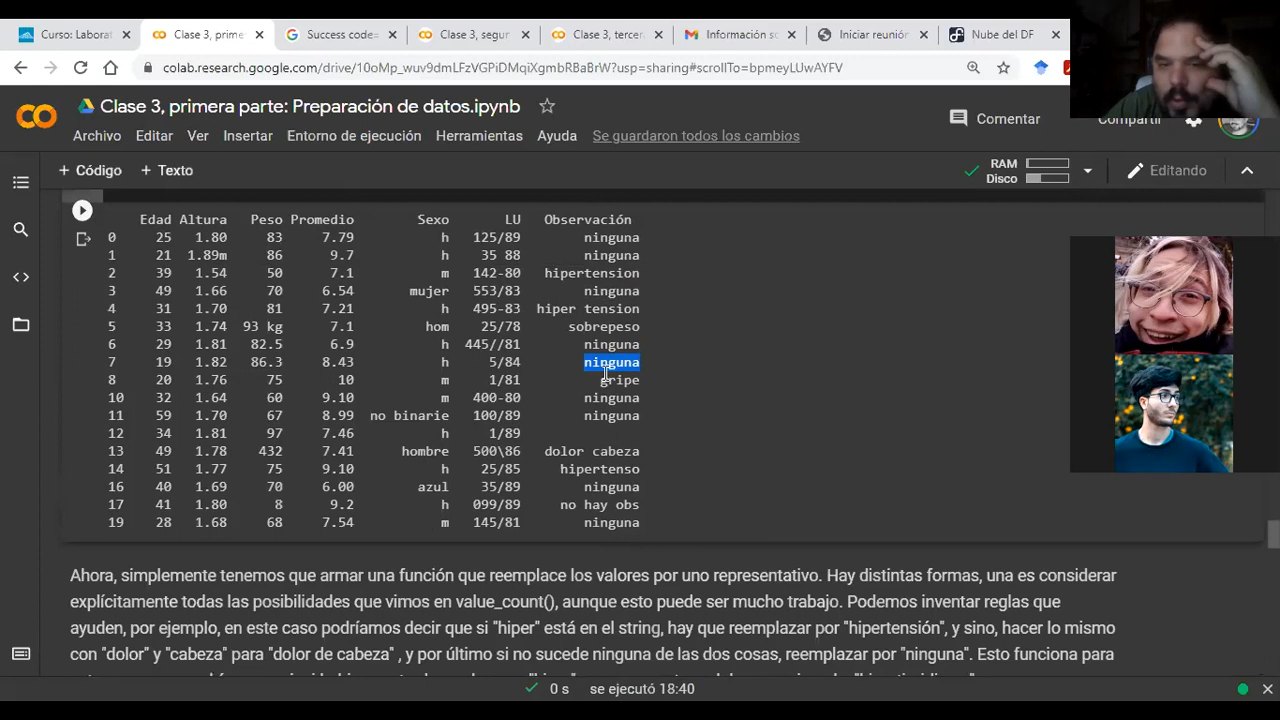 Curso: Laborat
Clase 3, prime
Success code=
Clase 3, segur
Clase 3, tercer
Información so
Iniciar reunión
Nube del DF
colab.research.google.com/drive/10oMp_wuv9dmLFzVGPiDMqiXgmbRBaBrW?usp=sharing#scrollTo=bpmeyLUwAYFV
Clase 3, primera parte: Preparación de datos.ipynb
Comentar
Compartir
Archivo Editar Ver Insertar Entorno de ejecución Herramientas Ayuda Se guardaron todos los cambios
+ Código + Texto
RAM
Disco
Editando
Edad Altura Peso Promedio Sexo LU Observación
0 25 1.80 83 7.79 h 125/89 ninguna
1 21 1.89m 86 9.7 h 35 88 ninguna
2 39 1.54 50 7.1 m 142-80 hipertension
3 49 1.66 70 6.54 mujer 553/83 ninguna
4 31 1.70 81 7.21 h 495-83 hiper tension
5 33 1.74 93 kg 7.1 hom 25/78 sobrepeso
6 29 1.81 82.5 6.9 h 445//81 ninguna
7 19 1.82 86.3 8.43 h 5/84 ninguna
8 20 1.76 75 10 m 1/81 gripe
10 32 1.64 60 9.10 m 400-80 ninguna
11 59 1.70 67 8.99 no binarie 100/89 ninguna
12 34 1.81 97 7.46 h 1/89
13 49 1.78 432 7.41 hombre 500\86 dolor cabeza
14 51 1.77 75 9.10 h 25/85 hipertenso
16 40 1.69 70 6.00 azul 35/89 ninguna
17 41 1.80 8 9.2 h 099/89 no hay obs
19 28 1.68 68 7.54 m 145/81 ninguna
Ahora, simplemente tenemos que armar una función que reemplace los valores por uno representativo. Hay distintas formas, una es considerar
explícitamente todas las posibilidades que vimos en value_count(), aunque esto puede ser mucho trabajo. Podemos inventar reglas que
ayuden, por ejemplo, en este caso podríamos decir que si "hiper" está en el string, hay que reemplazar por "hipertensión", y sino, hacer lo mismo
con "dolor" y "cabeza" para "dolor de cabeza" , y por último si no sucede ninguna de las dos cosas, reemplazar por "ninguna". Esto funciona para
0 s se ejecutó 18:40